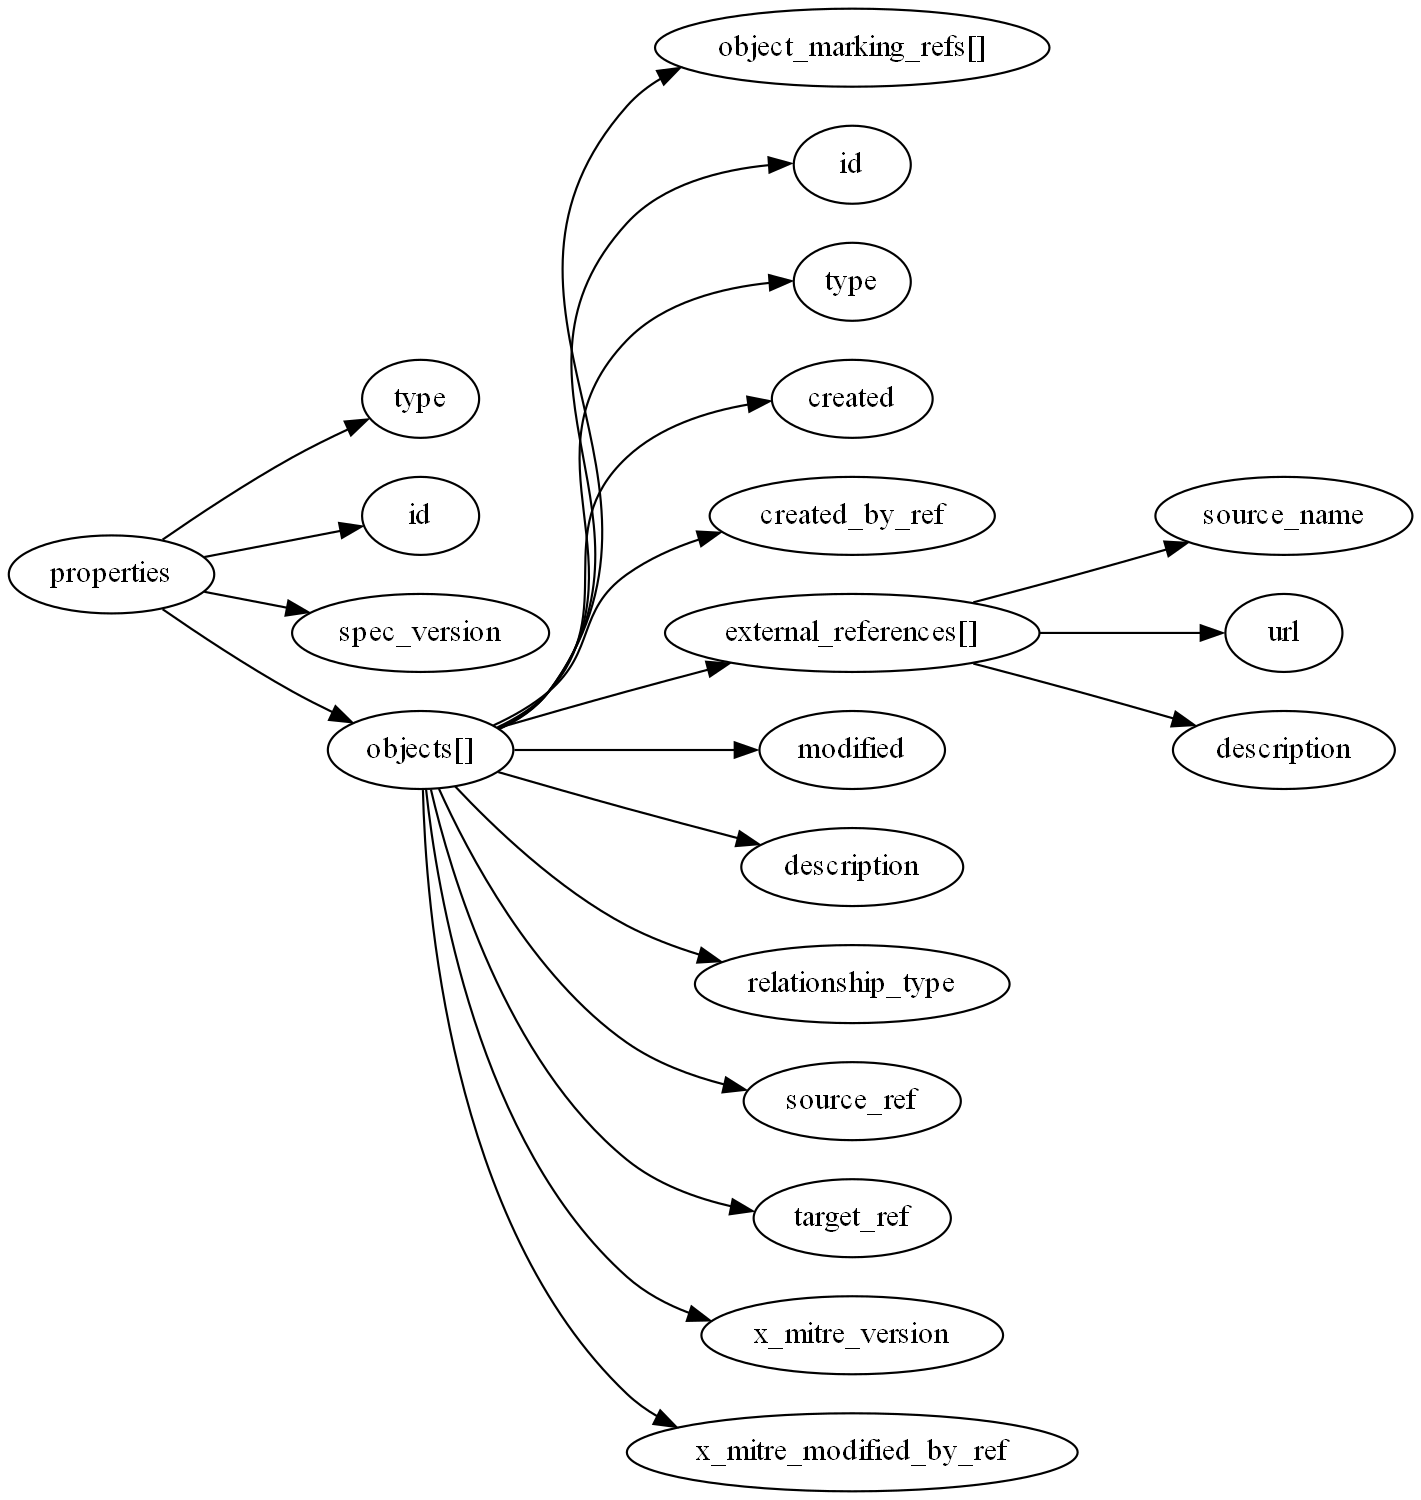 object_marking_refs[]
id
type
type
created
id
created_by_ref
source_name
properties
spec_version
external_references[]
url
objects[]
modified
description
description
relationship_type
source_ref
target_ref
x_mitre_version
x_mitre_modified_by_ref